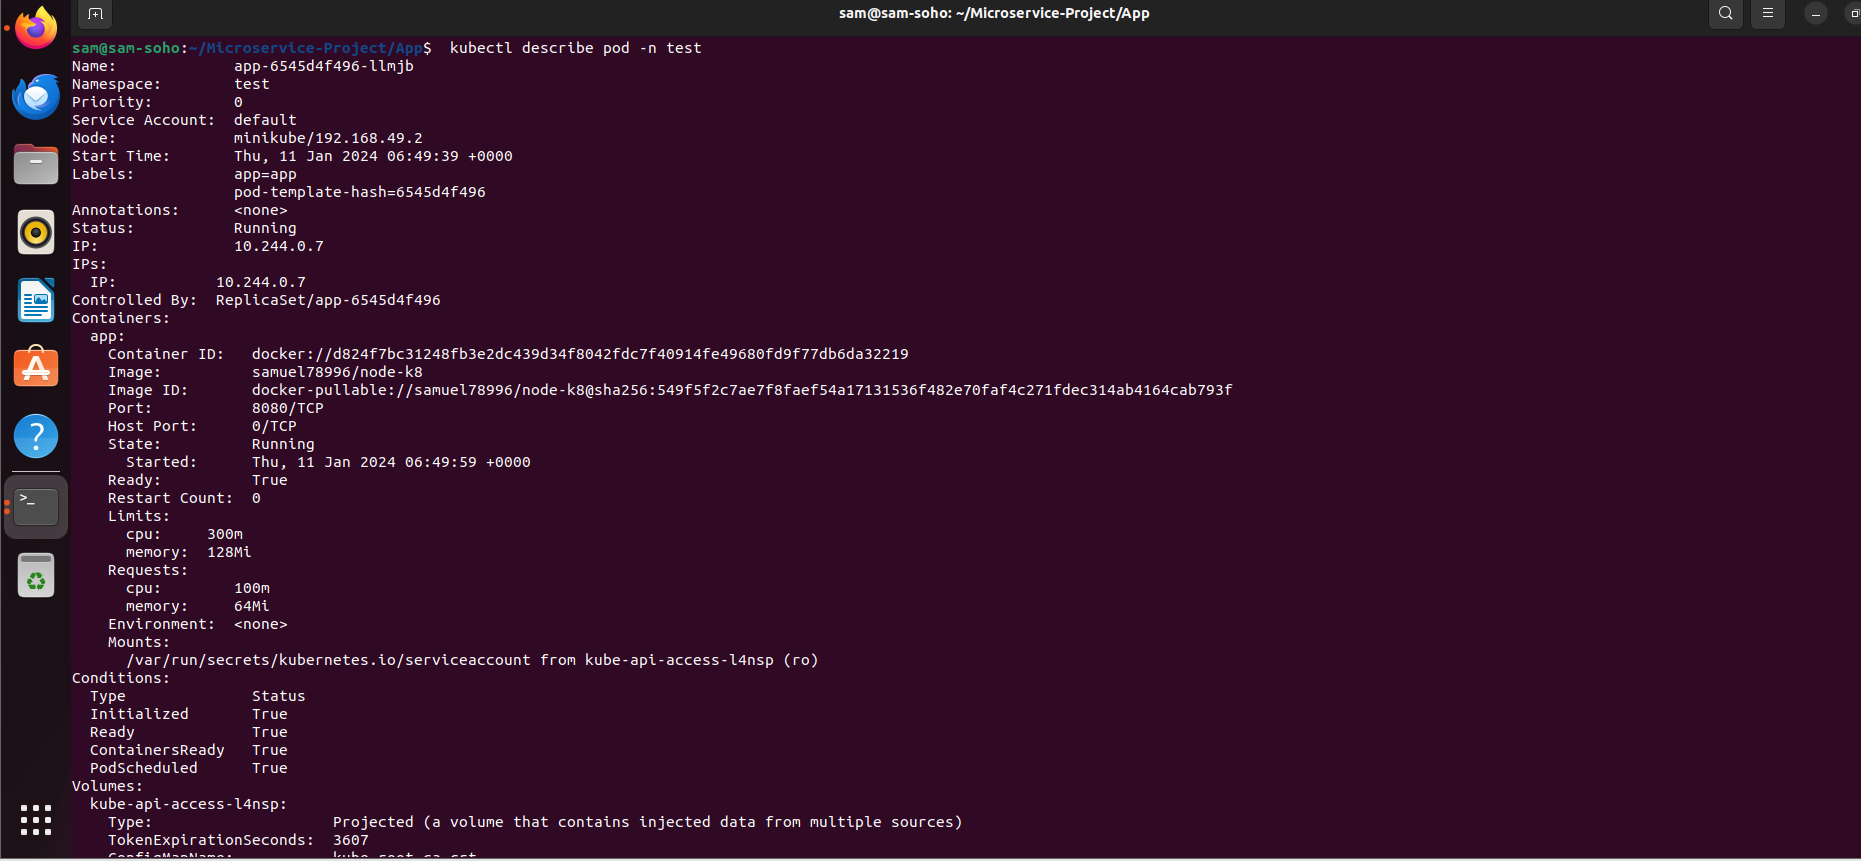 sam@sam-soho: ~/Microservice-Project/App
sam@sam-soho:~/Microservice-Project/App$  kubectl describe pod -n test
Name:             app-6545d4f496-llmjb
Namespace:        test
Priority:         0
Service Account:  default
Node:             minikube/192.168.49.2
Start Time:       Thu, 11 Jan 2024 06:49:39 +0000
Labels:           app=app
                  pod-template-hash=6545d4f496
Annotations:      <none>
Status:           Running
IP:               10.244.0.7
IPs:
  IP:           10.244.0.7
Controlled By:  ReplicaSet/app-6545d4f496
Containers:
  app:
    Container ID:   docker://d824f7bc31248fb3e2dc439d34f8042fdc7f40914fe49680fd9f77db6da32219
    Image:          samuel78996/node-k8
    Image ID:       docker-pullable://samuel78996/node-k8@sha256:549f5f2c7ae7f8faef54a17131536f482e70faf4c271fdec314ab4164cab793f
    Port:           8080/TCP
    Host Port:      0/TCP
    State:          Running
      Started:      Thu, 11 Jan 2024 06:49:59 +0000
    Ready:          True
    Restart Count:  0
    Limits:
      cpu:     300m
      memory:  128Mi
    Requests:
      cpu:        100m
      memory:     64Mi
    Environment:  <none>
    Mounts:
      /var/run/secrets/kubernetes.io/serviceaccount from kube-api-access-l4nsp (ro)
Conditions:
  Type              Status
  Initialized       True
  Ready             True
  ContainersReady   True
  PodScheduled      True
Volumes:
  kube-api-access-l4nsp:
    Type:                    Projected (a volume that contains injected data from multiple sources)
    TokenExpirationSeconds:  3607
    ConfigMapName:           kube-root-ca.crt